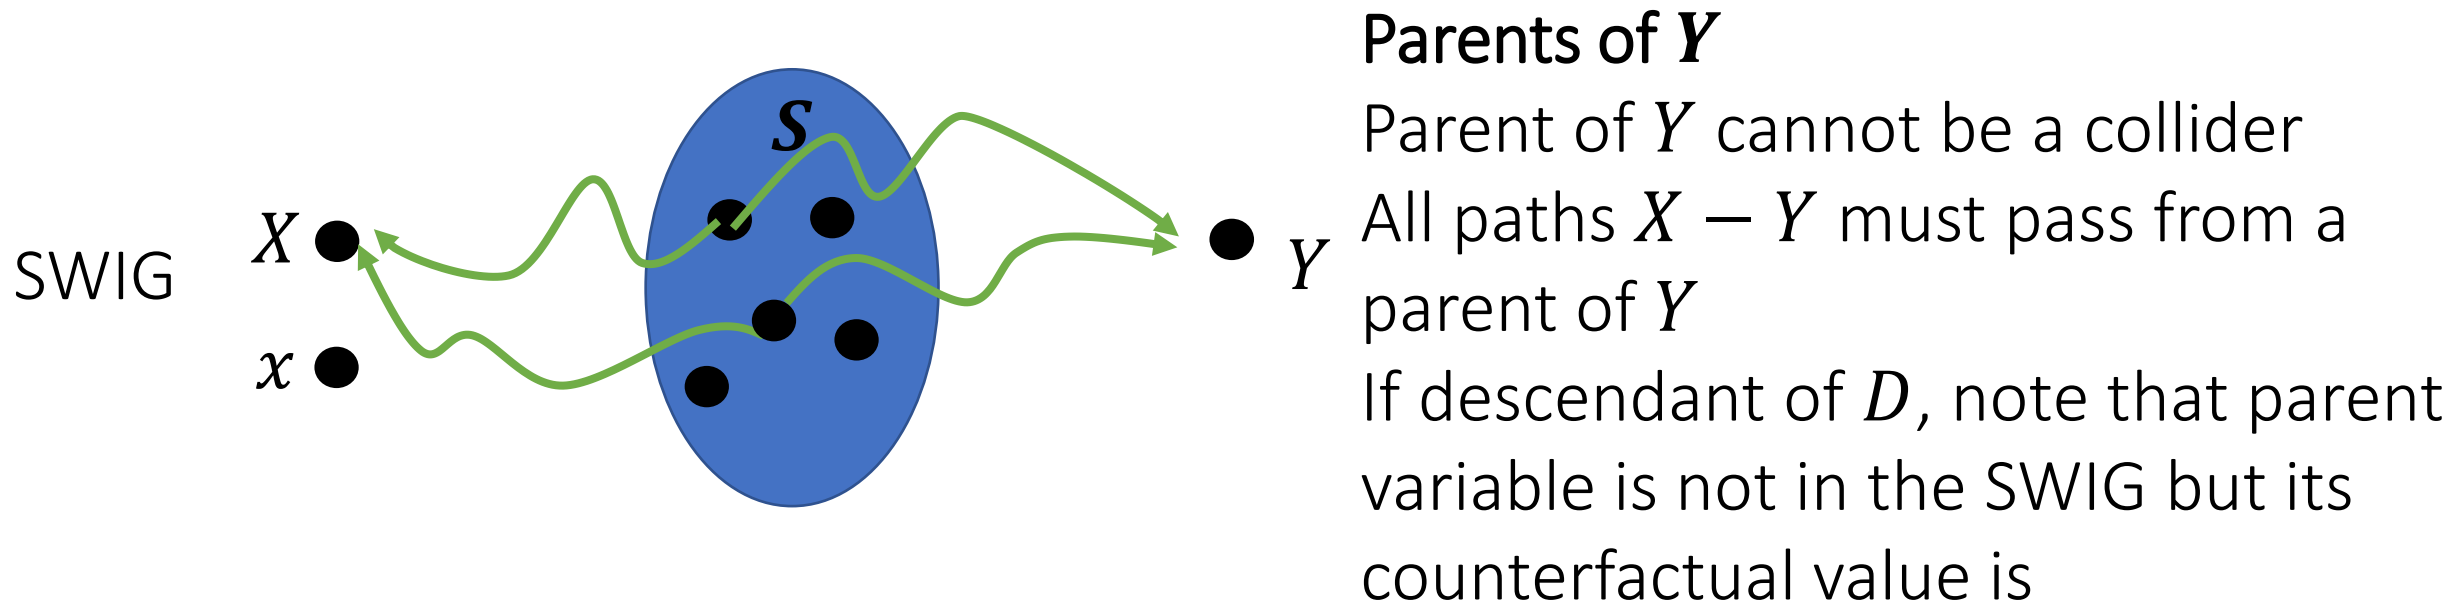 SWIG
X
x
S
Y
Parents of Y
Parent of Y cannot be a collider
All paths X − Y must pass from a
parent of Y
If descendant of D, note that parent
variable is not in the SWIG but its
counterfactual value is